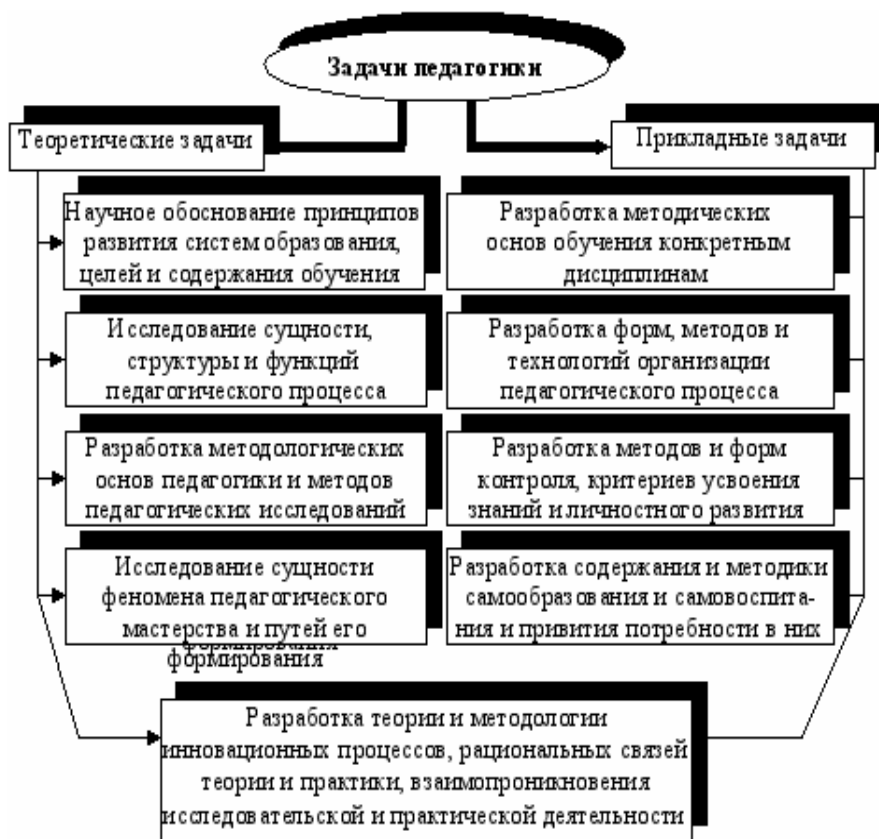 Задачи педагогики
Теоретические задачи
Прикладные задачи
Научное обоснование принципов
развития систем образования,
целей и содержания обучения
Разработка методических
основ обучения конкретным
дисциплинам
Исследование сущности,
структуры и функций
педагогического процесса
Разработка форм, методов и
технологий организации
педагогического процесса
Разработка методологических
основ педагогики и методов
педагогических исследований
Разработка методов и форм
контроля, критериев усвоения
знаний и личностного развития
Исследование сущности
феномена педагогического
мастерства и путей его
формирования
Разработка содержания и методики
самообразования и самовоспита-
ния и привития потребности в них
Разработка теории и методологии
инновационных процессов, рациональных связей
теории и практики, взаимопроникновения
исследовательской и практической деятельности